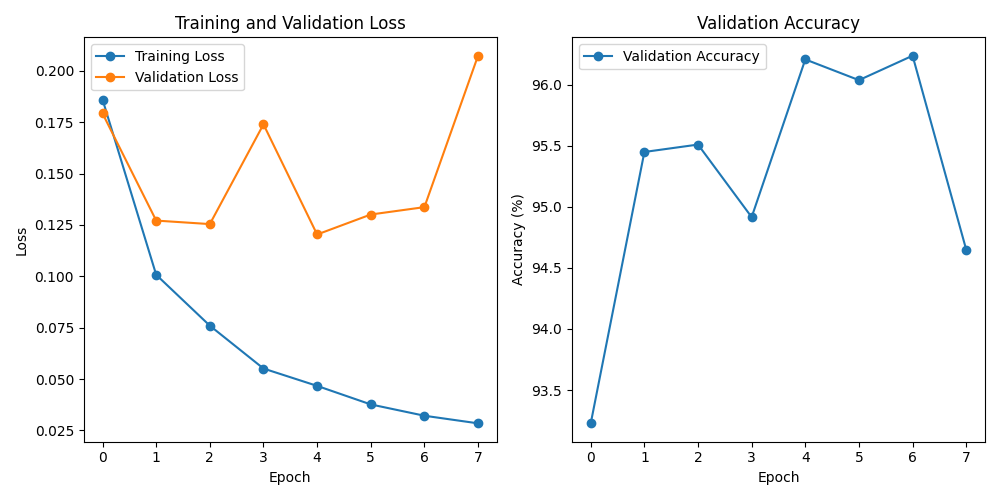 Training and Validation Loss
Training Loss
Validation Loss
0.200
0.175
0.150
0.125
0.100
0.075
0.050
0.025
Loss
0 1 2 3 4 5 6 7
Epoch
Validation Accuracy
Validation Accuracy
96.0
95.5
95.0
94.5
94.0
93.5
Accuracy (%)
0 1 2 3 4 5 6 7
Epoch